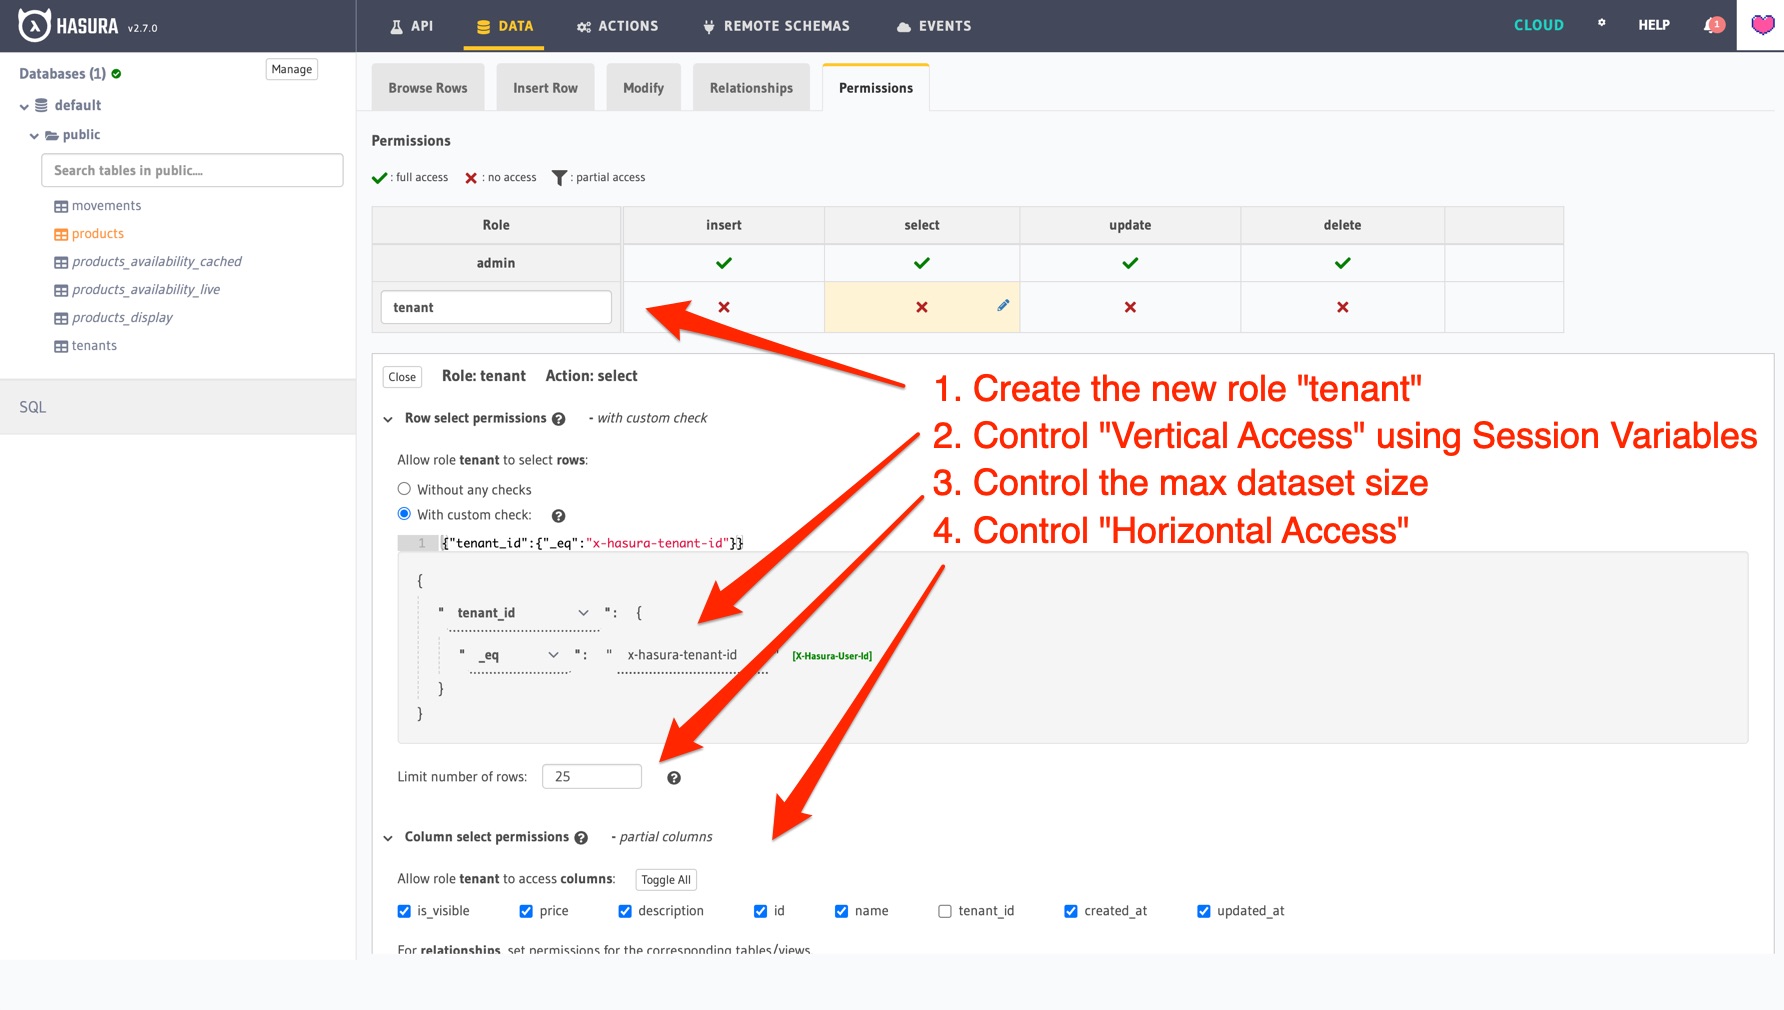 HASURA v2.7.0
API DATA ACTIONS REMOTE SCHEMAS EVENTS CLOUD HELP 1
Databases (1) Manage
default
public
Search tables in public....
movements
products
products_availability_cached
products_availability_live
products_display
tenants
SQL
Browse Rows Insert Row Modify Relationships Permissions
Permissions
: full access : no access : partial access
Role insert select update delete
admin
tenant
Close Role: tenant Action: select
1. Create the new role "tenant"
2. Control "Vertical Access" using Session Variables
3. Control the max dataset size
4. Control "Horizontal Access"
Row select permissions ? - with custom check
Allow role tenant to select rows:
Without any checks
With custom check: ?
1 {"tenant_id":{"_eq":"x-hasura-tenant-id"}}
{
" tenant_id ": {
" _eq ": " x-hasura-tenant-id " [X-Hasura-User-Id]
}
}
Limit number of rows: 25 ?
Column select permissions ? - partial columns
Allow role tenant to access columns: Toggle All
is_visible price description id name tenant_id created_at updated_at
For relationships, set permissions for the corresponding tables/views